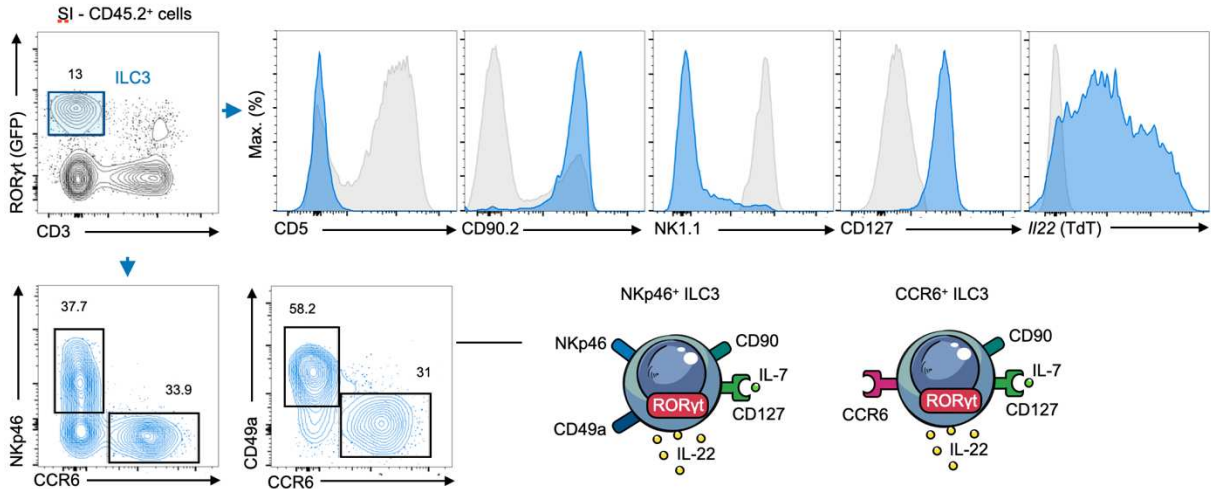 SI - CD45.2⁺ cells
13
ILC3
RORγt (GFP)
CD3
Max. (%)
CD5
CD90.2
NK1.1
CD127
Il22 (TdT)
37.7
33.9
NKp46
CCR6
58.2
31
CD49a
CCR6
NKp46⁺ ILC3
NKp46
CD90
IL-7
RORγt
CD127
CD49a
IL-22
CCR6⁺ ILC3
CD90
IL-7
CCR6
RORγt
CD127
IL-22